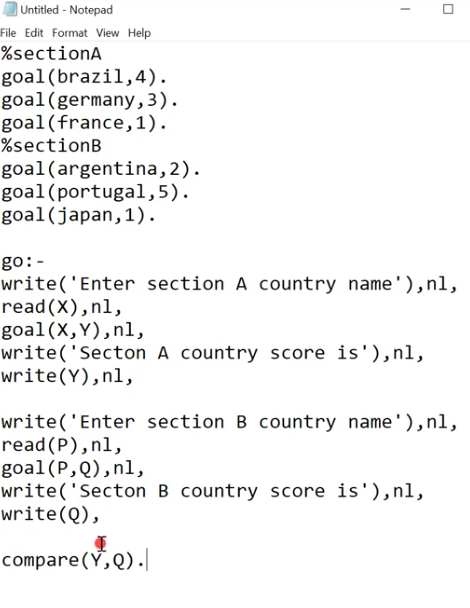 Untitled - Notepad
File Edit Format View Help
%sectionA
goal(brazil,4).
goal(germany,3).
goal(france,1).
%sectionB
goal(argentina,2).
goal(portugal,5).
goal(japan,1).
go:-
write('Enter section A country name'),nl,
read(X),nl,
goal(X,Y),nl,
write('Secton A country score is'),nl,
write(Y),nl,
write('Enter section B country name'),nl,
read(P),nl,
goal(P,Q),nl,
write('Secton B country score is'),nl,
write(Q),
compare(Y,Q).